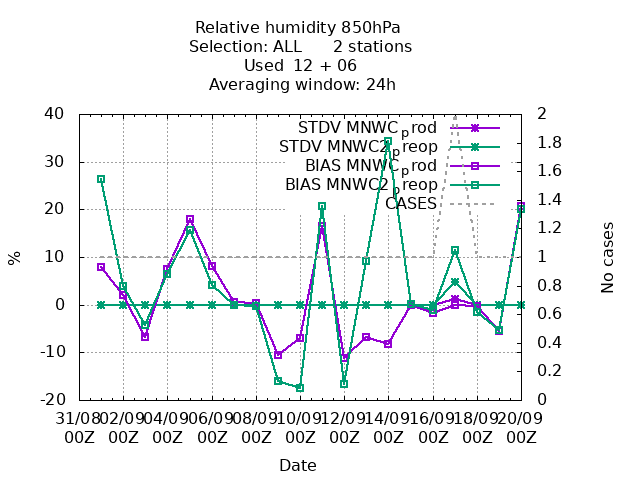 Relative humidity 850hPa
Selection: ALL 2 stations
Used 12 + 06
Averaging window: 24h
STDV MNWC_prod
STDV MNWC2_preop
BIAS MNWC_prod
BIAS MNWC2_preop
CASES
40
30
20
10
0
-10
-20
%
2
1.8
1.6
1.4
1.2
1
0.8
0.6
0.4
0.2
0
No cases
31/08 02/09 04/09 06/09 08/09 10/09 12/09 14/09 16/09 18/09 20/09
00Z 00Z 00Z 00Z 00Z 00Z 00Z 00Z 00Z 00Z 00Z
Date